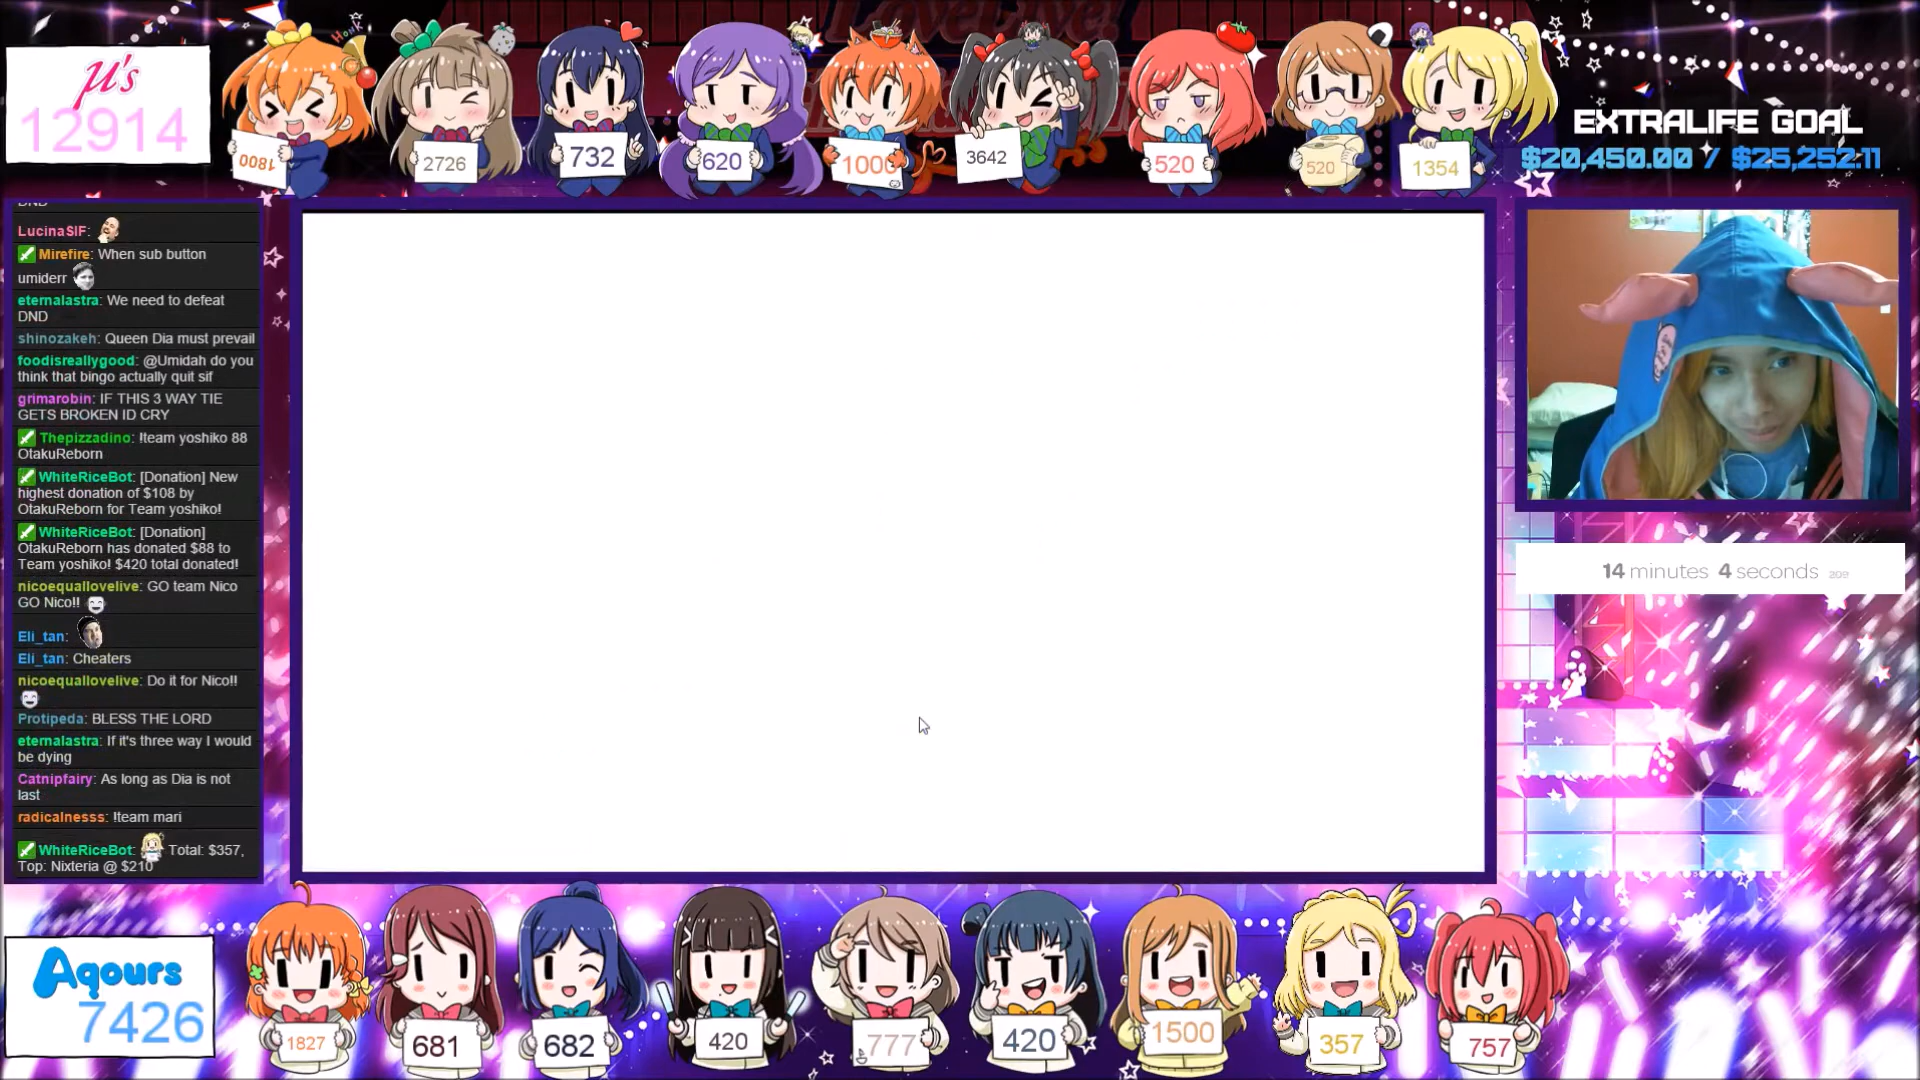 LoveLive!
μ's
12914
Honk
1800
2726
732
620
1000
3642
520
520
1354
EXTRALIFE GOAL
$20,450.00 / $25,252.11
DND
LucinaSIF:
Mirefire: When sub button
umiderr
eternalastra: We need to defeat
DND
shinozakeh: Queen Dia must prevail
foodisreallygood: @Umidah do you
think that bingo actually quit sif
grimarobin: IF THIS 3 WAY TIE
GETS BROKEN ID CRY
Thepizzadino: !team yoshiko 88
OtakuReborn
WhiteRiceBot: [Donation] New
highest donation of $108 by
OtakuReborn for Team yoshiko!
WhiteRiceBot: [Donation]
OtakuReborn has donated $88 to
Team yoshiko! $420 total donated!
nicoequallovelive: GO team Nico
GO Nico!!
Eli_tan:
Eli_tan: Cheaters
nicoequallovelive: Do it for Nico!!
Protipeda: BLESS THE LORD
eternalastra: If it's three way I would
be dying
Catnipfairy: As long as Dia is not
last
radicalnesss: !team mari
WhiteRiceBot: Total: $357,
Top: Nixteria @ $210
14 minutes 4 seconds 209
Aqours
7426
1827
681
682
420
777
420
1500
357
757